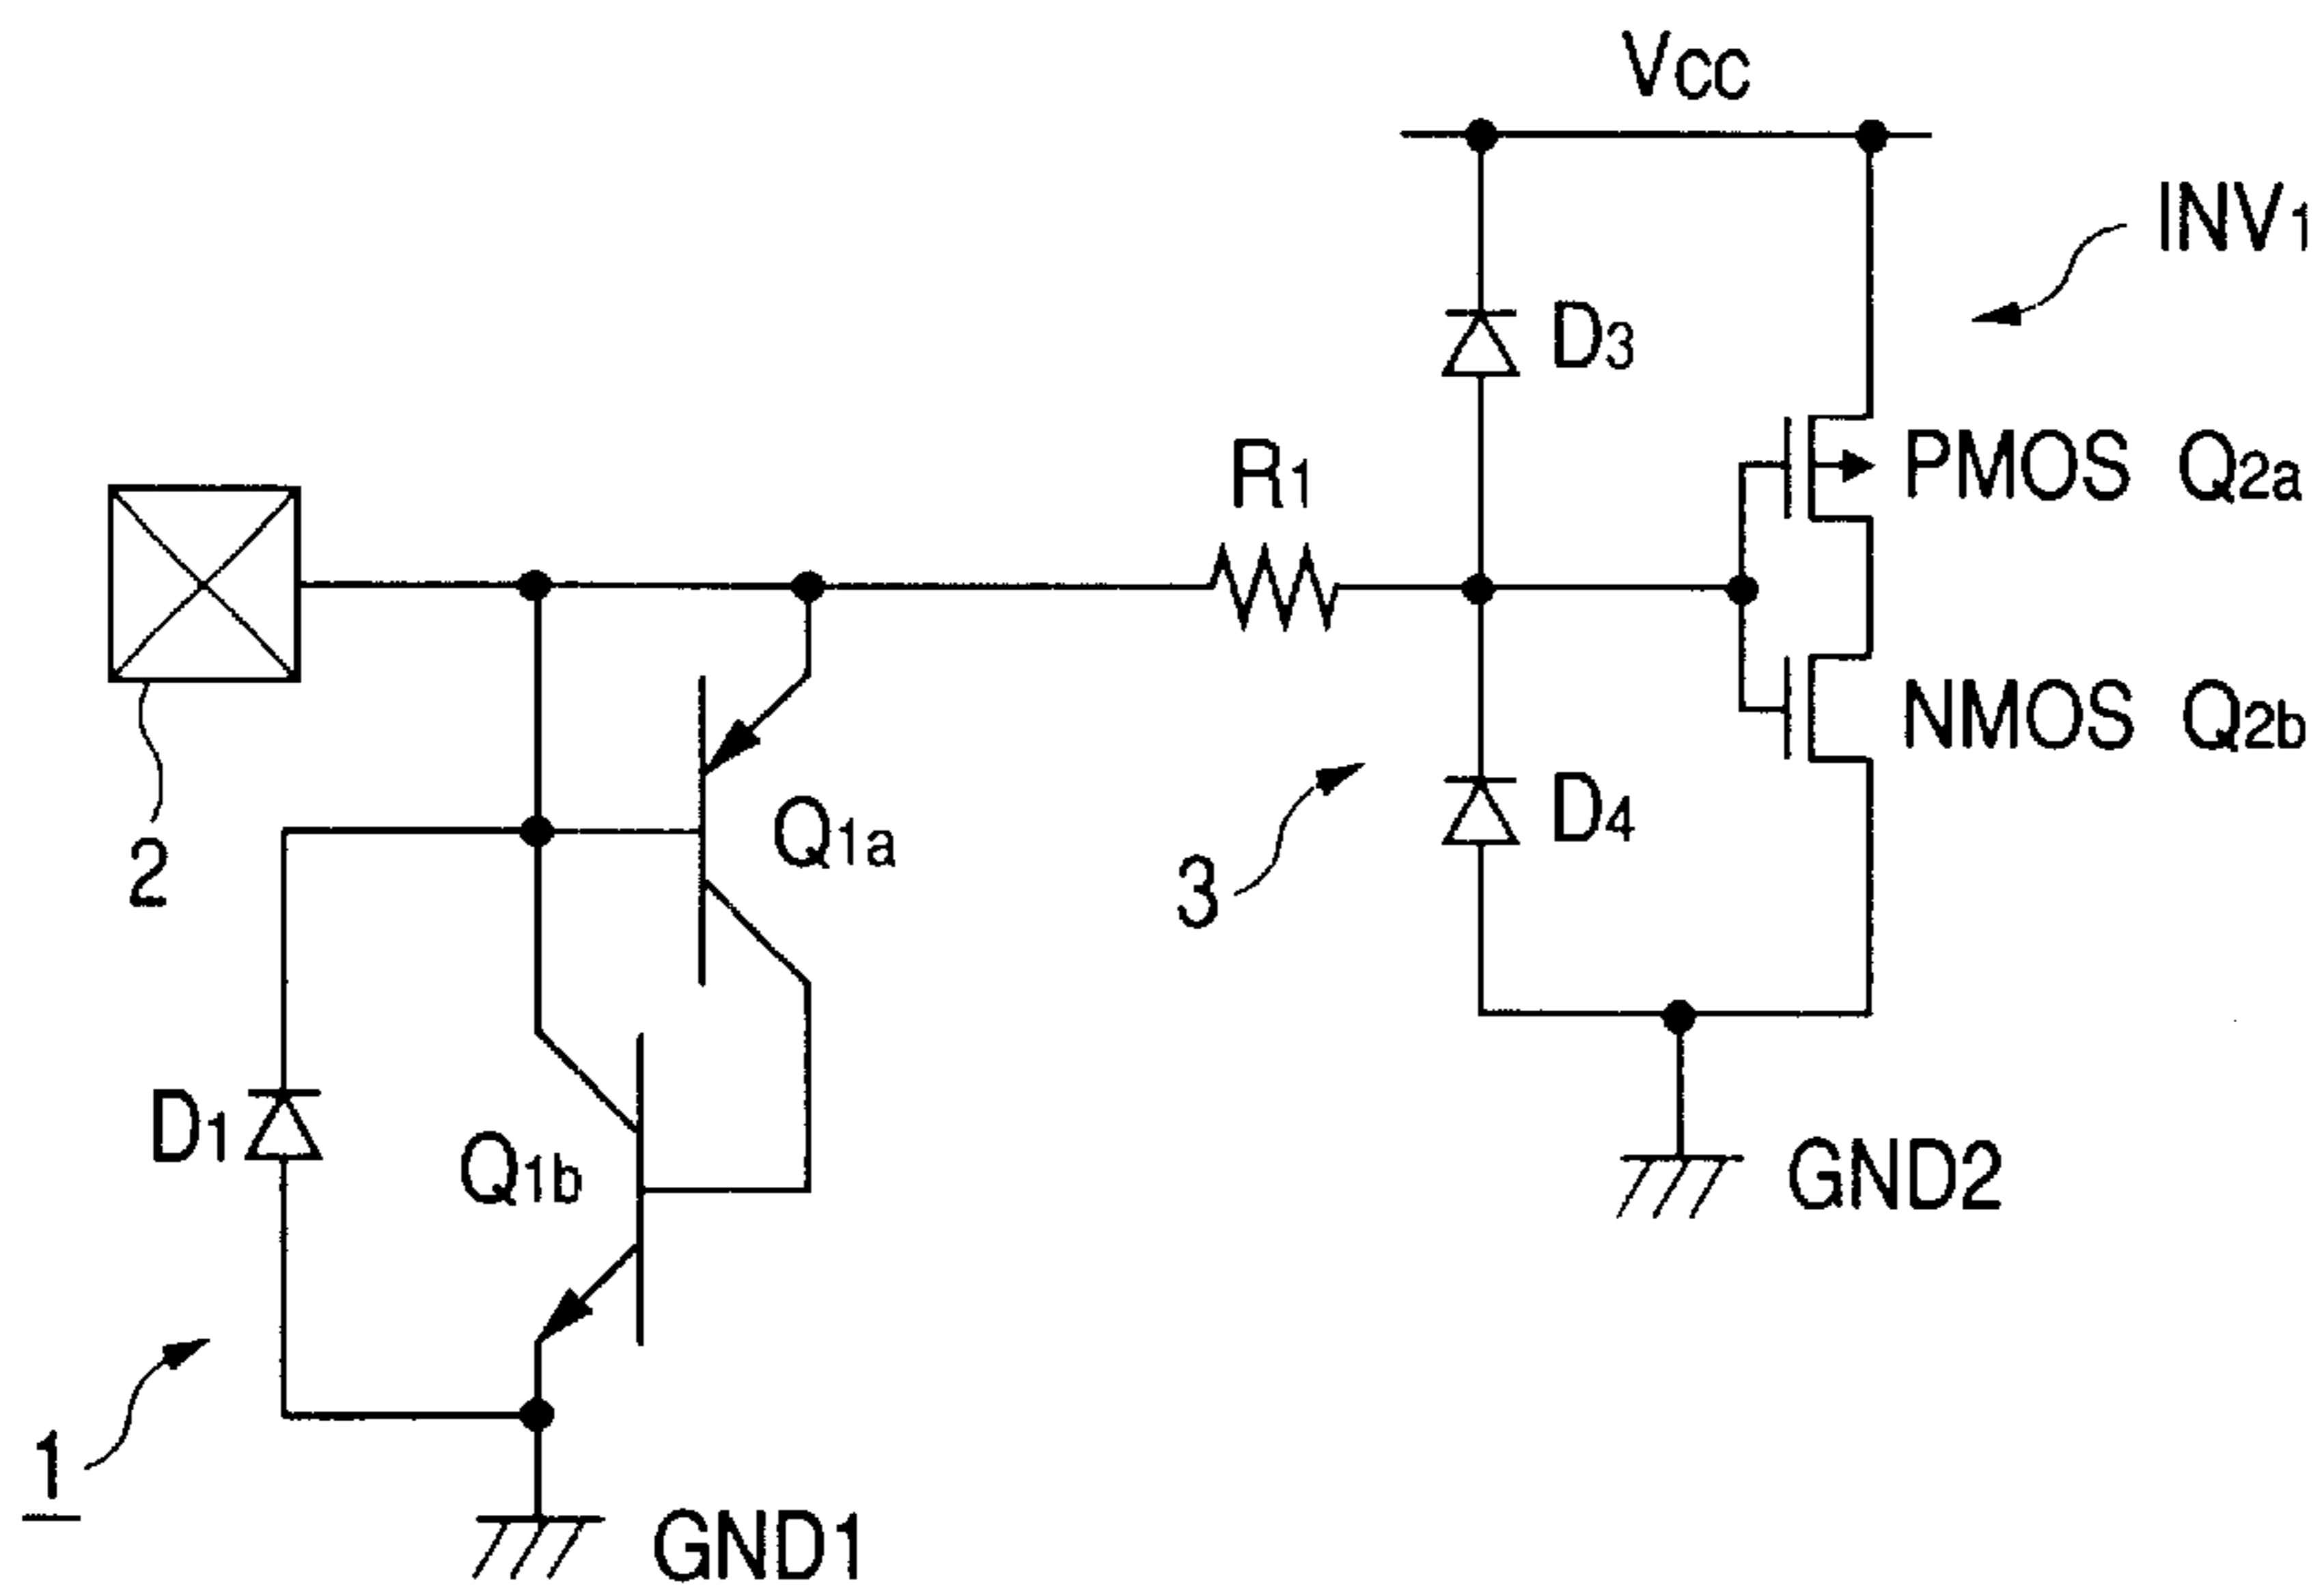 Vcc
INV1
D3
R1
PMOS Q2a
NMOS Q2b
2
Q1a
D4
3
D1
Q1b
GND2
1
GND1